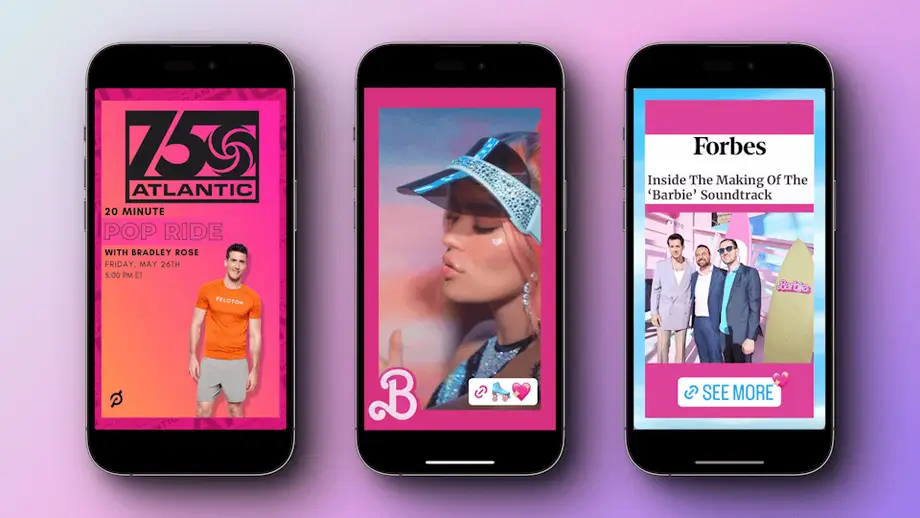 75
ATLANTIC
20 MINUTE
POP RIDE
WITH BRADLEY ROSE
FRIDAY, MAY 26TH
5:00 PM ET
PELOTON
B
Forbes
Inside The Making Of The
‘Barbie’ Soundtrack
Barbie
SEE MORE